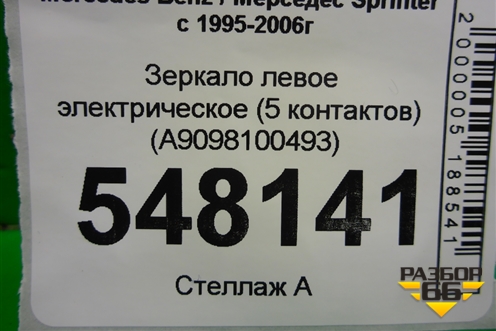 Mercedes Benz / Мерседес Sprinter
с 1995-2006г
Зеркало левое
электрическое (5 контактов)
(A9098100493)
548141
Стеллаж А
2000005188541
РАЗБОР
66